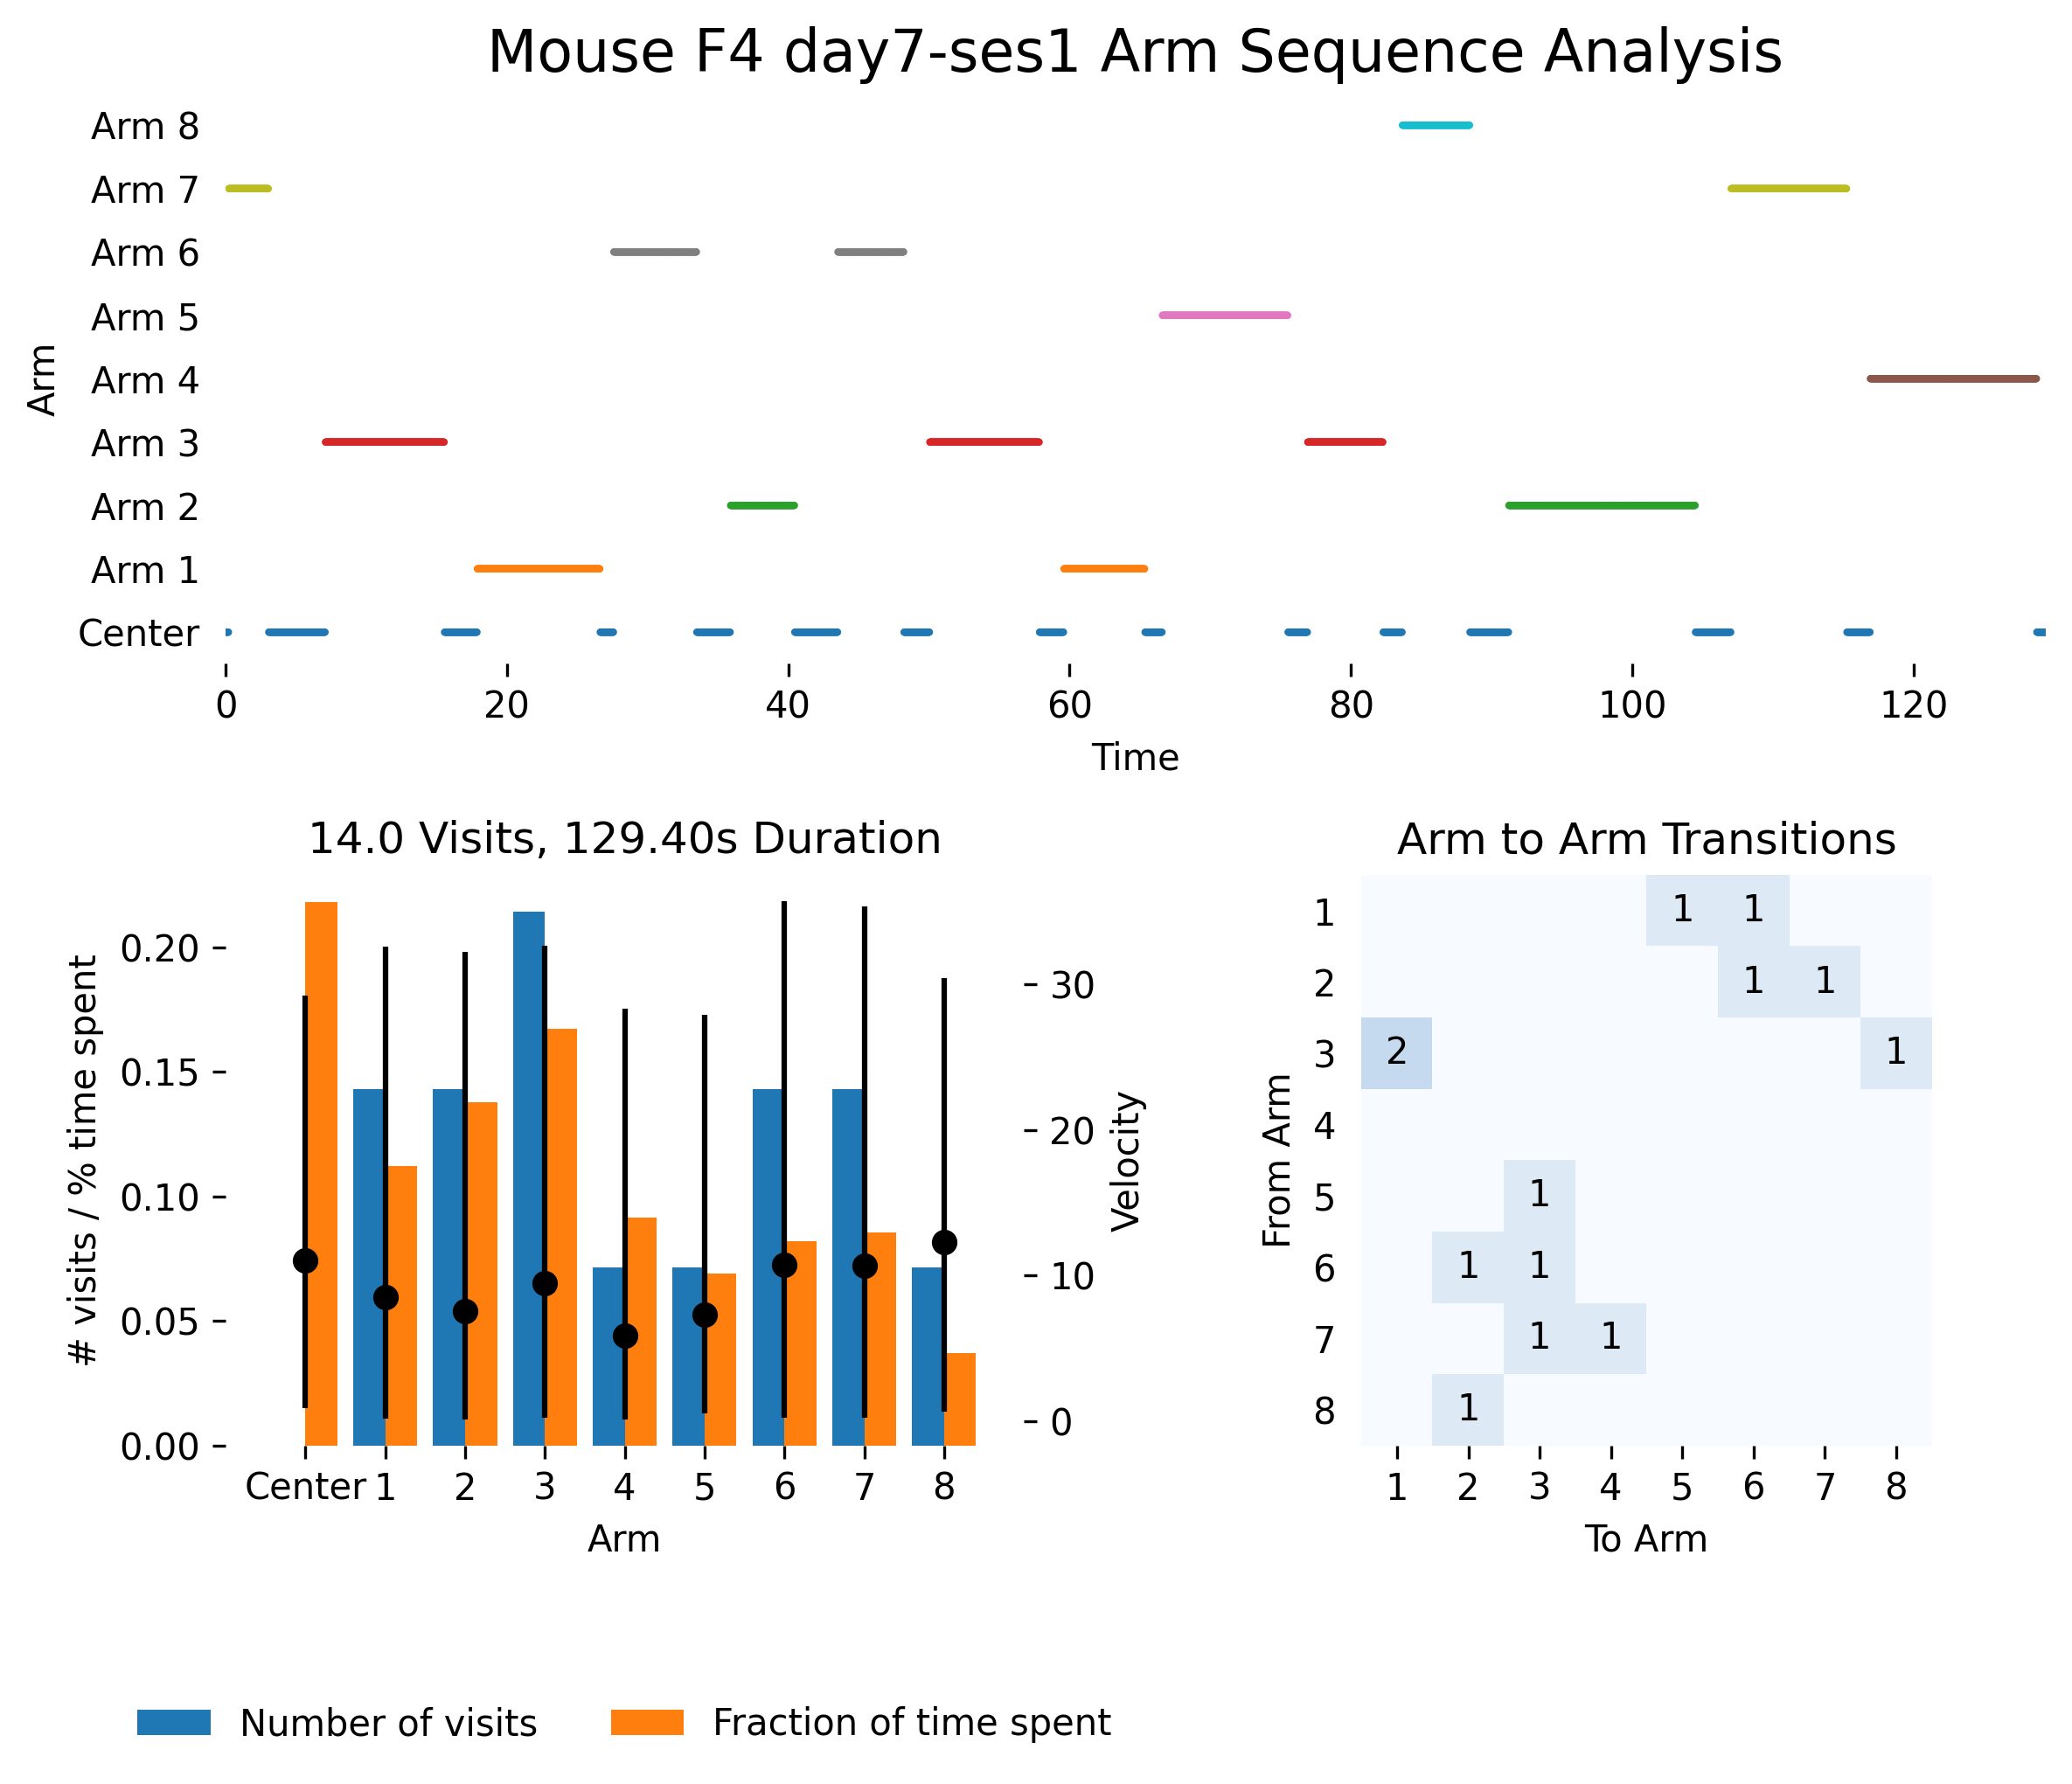 Mouse F4 day7-ses1 Arm Sequence Analysis
Arm 8
Arm 7
Arm 6
Arm 5
Arm 4
Arm 3
Arm 2
Arm 1
Center
Arm
0 20 40 60 80 100 120
Time
14.0 Visits, 129.40s Duration
0.20
0.15
0.10
0.05
0.00
# visits / % time spent
30
20
10
0
Velocity
Center 1 2 3 4 5 6 7 8
Arm
Arm to Arm Transitions
From Arm
1 1 1
2 1 1
3 2 1
4
5 1
6 1 1
7 1 1
8 1
1 2 3 4 5 6 7 8
To Arm
Number of visits
Fraction of time spent